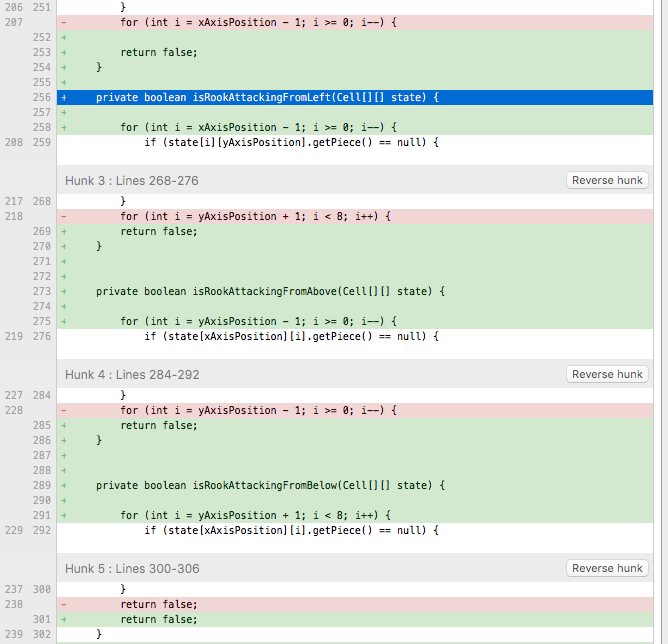 206 251 }
207 - for (int i = xAxisPosition - 1; i >= 0; i--) {
252 +
253 + return false;
254 + }
255 +
256 + private boolean isRookAttackingFromLeft(Cell[][] state) {
257 +
258 + for (int i = xAxisPosition - 1; i >= 0; i--) {
208 259 if (state[i][yAxisPosition].getPiece() == null) {
Hunk 3 : Lines 268-276 Reverse hunk
217 268 }
218 - for (int i = yAxisPosition + 1; i < 8; i++) {
269 + return false;
270 + }
271 +
272 +
273 + private boolean isRookAttackingFromAbove(Cell[][] state) {
274 +
275 + for (int i = yAxisPosition - 1; i >= 0; i--) {
219 276 if (state[xAxisPosition][i].getPiece() == null) {
Hunk 4 : Lines 284-292 Reverse hunk
227 284 }
228 - for (int i = yAxisPosition - 1; i >= 0; i--) {
285 + return false;
286 + }
287 +
288 +
289 + private boolean isRookAttackingFromBelow(Cell[][] state) {
290 +
291 + for (int i = yAxisPosition + 1; i < 8; i++) {
229 292 if (state[xAxisPosition][i].getPiece() == null) {
Hunk 5 : Lines 300-306 Reverse hunk
237 300 }
238 - return false;
301 + return false;
239 302 }